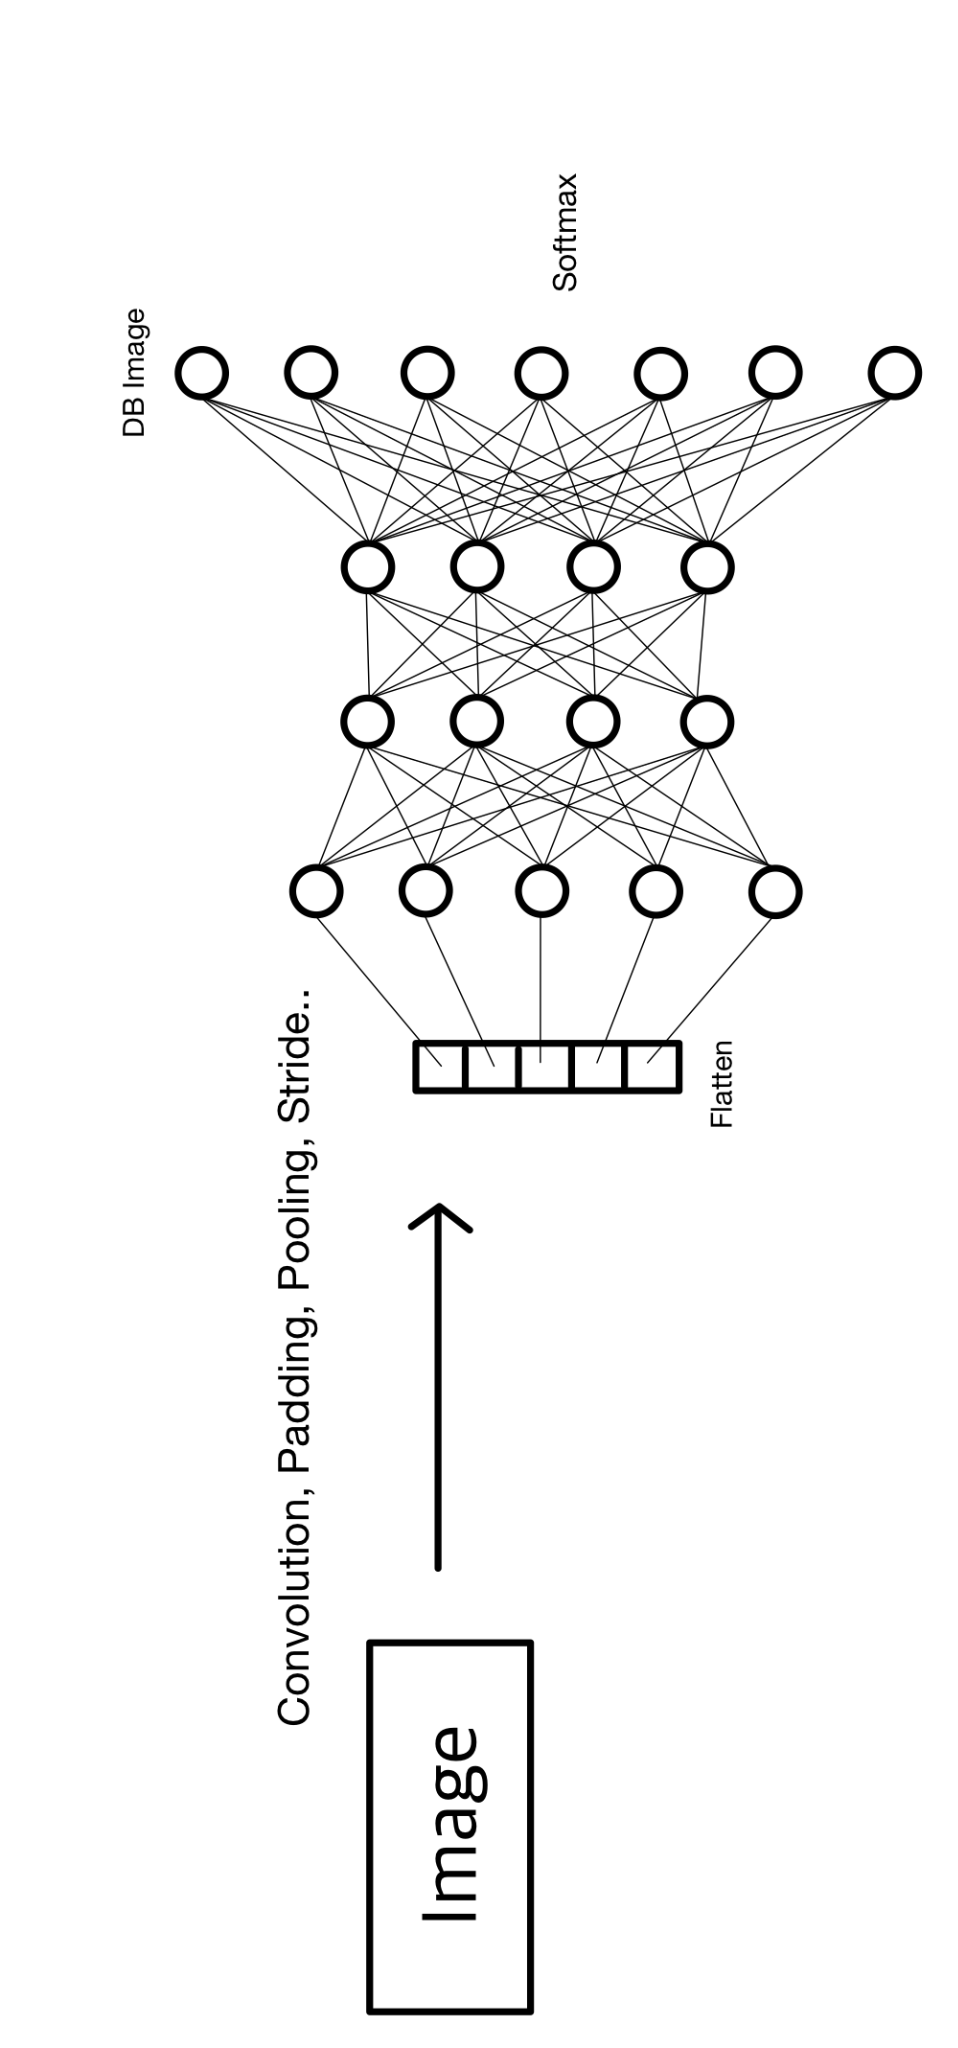 Image
Convolution, Padding, Pooling, Stride..
Flatten
DB Image
Softmax